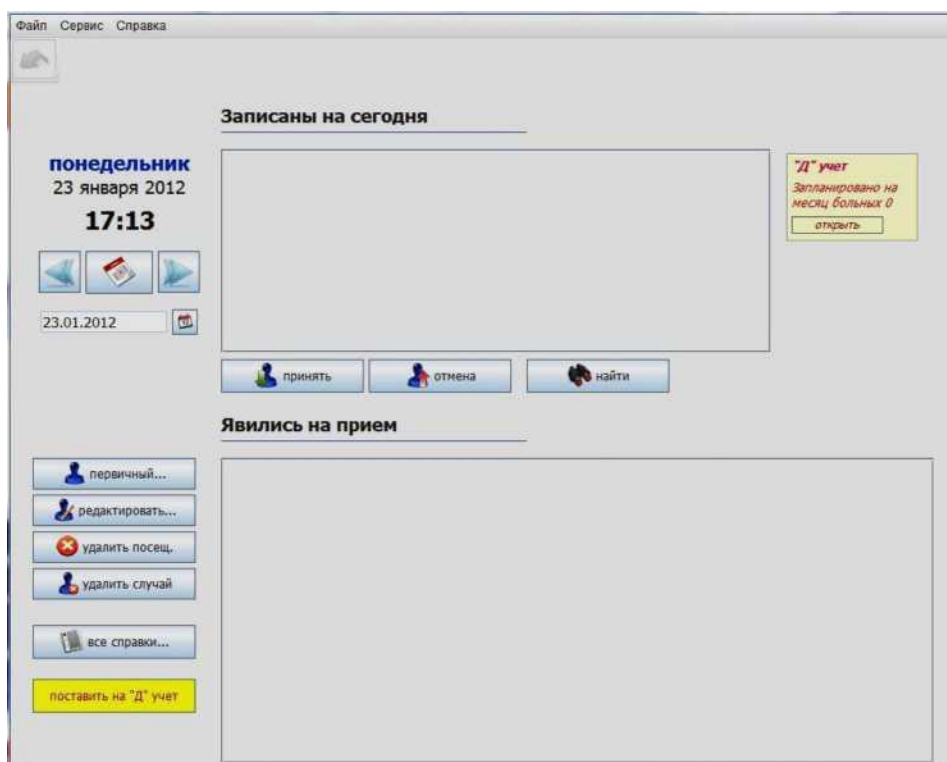 Файл Сервис Справка
Записаны на сегодня
понедельник
23 января 2012
17:13
23.01.2012
"Д" учет
Запланировано на
месяц больных 0
открыть
принять отмена найти
Явились на прием
первичный...
редактировать...
удалить посещ.
удалить случай
все справки...
поставить на "Д" учет